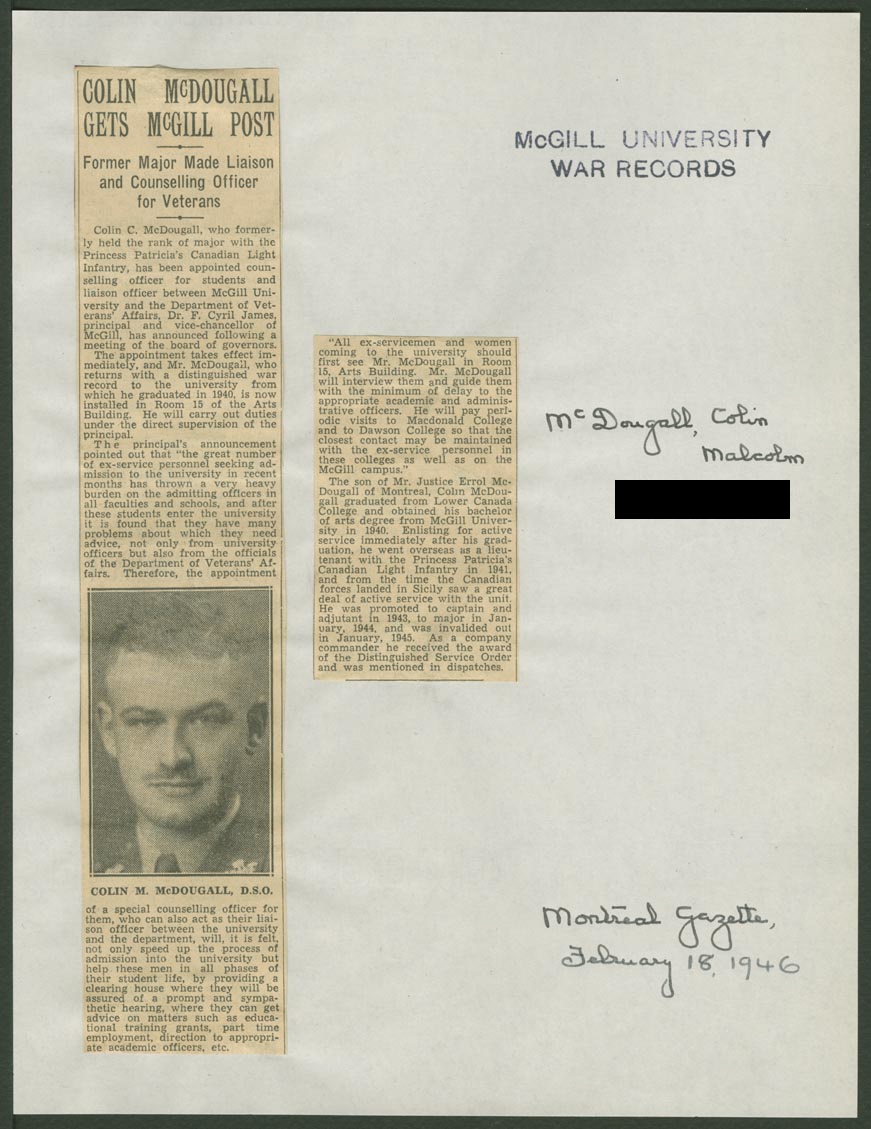 COLIN McDOUGALL
GETS McGILL POST
Former Major Made Liaison
and Counselling Officer
for Veterans
Colin C. McDougall, who former-
ly held the rank of major with the
Princess Patricia's Canadian Light
Infantry, has been appointed coun-
selling officer for students and
liaison officer between McGill Uni-
versity and the Department of Vet-
erans' Affairs, Dr. F. Cyril James,
principal and vice-chancellor of
McGill, has announced following a
meeting of the board of governors.
The appointment takes effect im-
mediately, and Mr. McDougall, who
returns with a distinguished war
record to the university from
which he graduated in 1940, is now
installed in Room 15 of the Arts
Building. He will carry out duties
under the direct supervision of the
principal.
The principal's announcement
pointed out that "the great number
of ex-service personnel seeking ad-
mission to the university in recent
months has thrown a very heavy
burden on the admitting officers in
all faculties and schools, and after
these students enter the university
it is found that they have many
problems about which they need
advice, not only from university
officers but also from the officials
of the Department of Veterans' Af-
fairs. Therefore, the appointment
COLIN M. McDOUGALL, D.S.O.
of a special counselling officer for
them, who can also act as their liai-
son officer between the university
and the department, will, it is felt,
not only speed up the process of
admission into the university but
help these men in all phases of
their student life, by providing a
clearing house where they will be
assured of a prompt and sympa-
thetic hearing, where they can get
advice on matters such as educa-
tional training grants, part time
employment, direction to appropri-
ate academic officers, etc.
"All ex-servicemen and women
coming to the university should
first see Mr. McDougall in Room
15, Arts Building. Mr. McDougall
will interview them and guide them
with the minimum of delay to the
appropriate academic and adminis-
trative officers. He will pay peri-
odic visits to Macdonald College
and to Dawson College so that the
closest contact may be maintained
with the ex-service personnel in
these colleges as well as on the
McGill campus."
The son of Mr. Justice Errol Mc-
Dougall of Montreal, Colin McDou-
gall graduated from Lower Canada
College and obtained his bachelor
of arts degree from McGill Univer-
sity in 1940. Enlisting for active
service immediately after his grad-
uation, he went overseas as a lieu-
tenant with the Princess Patricia's
Canadian Light Infantry in 1941,
and from the time the Canadian
forces landed in Sicily saw a great
deal of active service with the unit.
He was promoted to captain and
adjutant in 1943, to major in Jan-
uary, 1944, and was invalided out
in January, 1945. As a company
commander he received the award
of the Distinguished Service Order
and was mentioned in dispatches.
McGILL UNIVERSITY
WAR RECORDS
McDougall, Colin
Malcolm
Montreal Gazette,
February 18, 1946